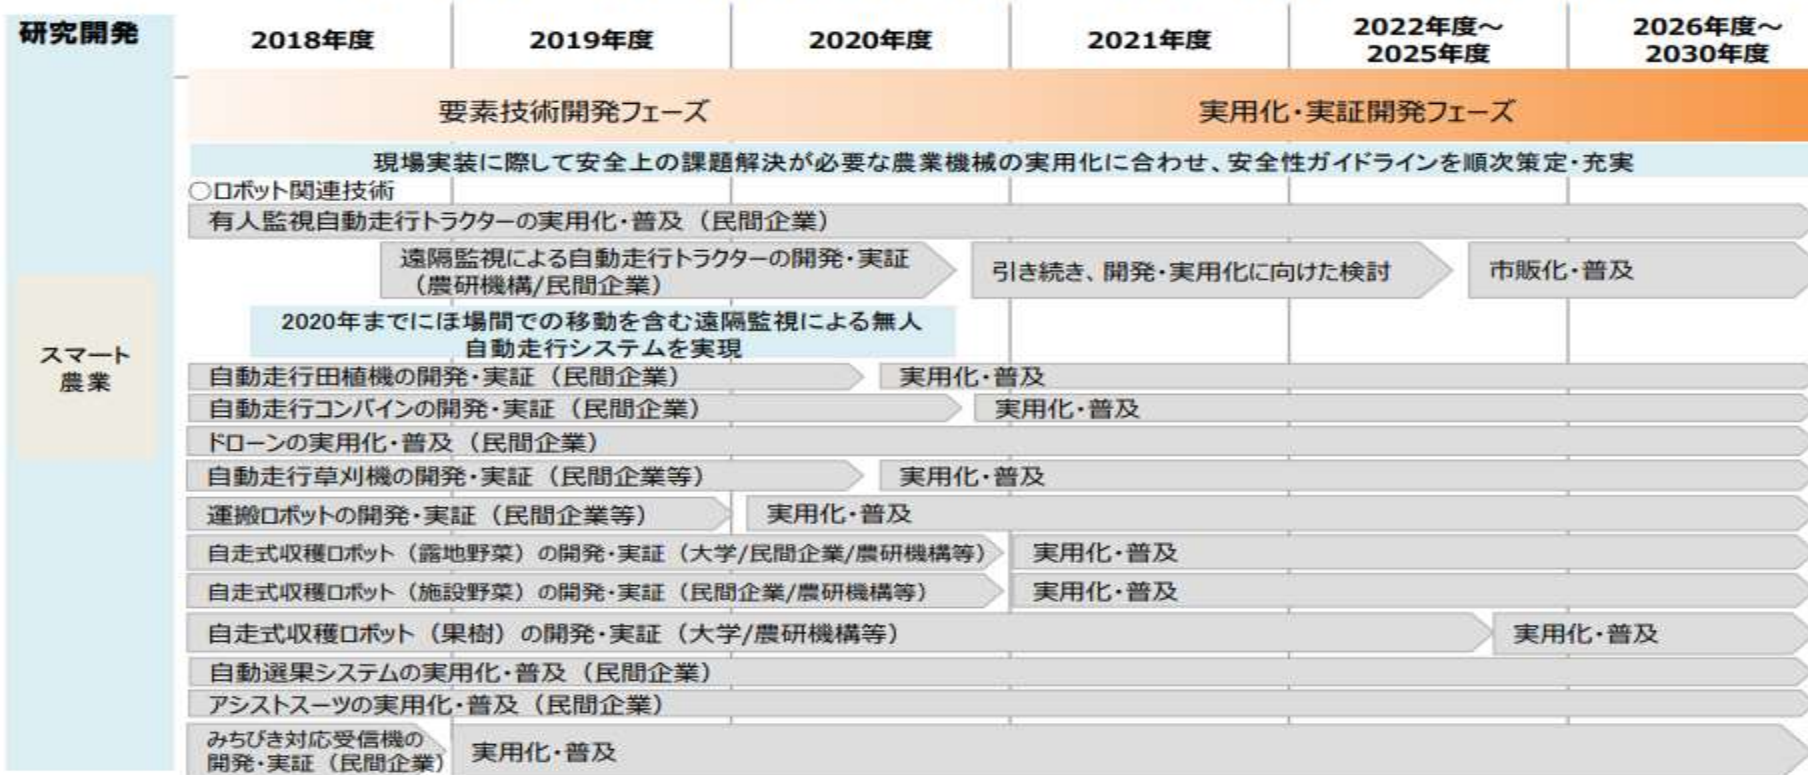 研究開発
2018年度
2019年度
2020年度
2021年度
2022年度～
2025年度
2026年度～
2030年度
要素技術開発フェーズ
実用化・実証開発フェーズ
現場実装に際して安全上の課題解決が必要な農業機械の実用化に合わせ、安全性ガイドラインを順次策定・充実
○ロボット関連技術
有人監視自動走行トラクターの実用化・普及（民間企業）
遠隔監視による自動走行トラクターの開発・実証
（農研機構/民間企業）
引き続き、開発・実用化に向けた検討
市販化・普及
2020年までにほ場間での移動を含む遠隔監視による無人
自動走行システムを実現
スマート
農業
自動走行田植機の開発・実証（民間企業）
実用化・普及
自動走行コンバインの開発・実証（民間企業）
実用化・普及
ドローンの実用化・普及（民間企業）
自動走行草刈機の開発・実証（民間企業等）
実用化・普及
運搬ロボットの開発・実証（民間企業等）
実用化・普及
自走式収穫ロボット（露地野菜）の開発・実証（大学/民間企業/農研機構等）
実用化・普及
自走式収穫ロボット（施設野菜）の開発・実証（民間企業/農研機構等）
実用化・普及
自走式収穫ロボット（果樹）の開発・実証（大学/農研機構等）
実用化・普及
自動選果システムの実用化・普及（民間企業）
アシストスーツの実用化・普及（民間企業）
みちびき対応受信機の
開発・実証（民間企業）
実用化・普及